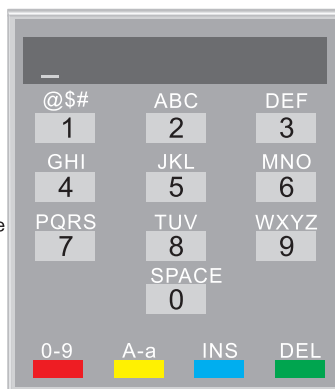 _
@$# ABC DEF
1 2 3
GHI JKL MNO
4 5 6
PQRS TUV WXYZ
7 8 9
SPACE
0
0-9 A-a INS DEL